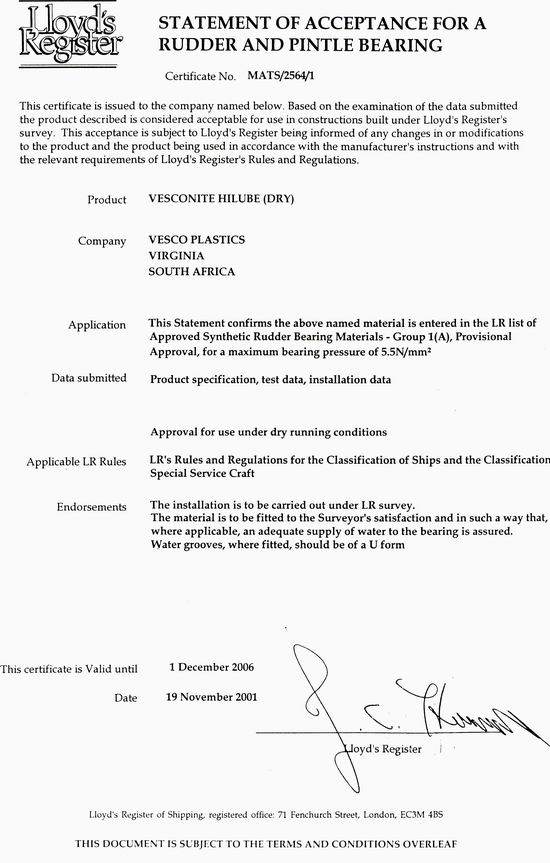 Lloyd's
Register
STATEMENT OF ACCEPTANCE FOR A
RUDDER AND PINTLE BEARING
Certificate No. MATS/2564/1
This certificate is issued to the company named below. Based on the examination of the data submitted
the product described is considered acceptable for use in constructions built under Lloyd's Register's
survey. This acceptance is subject to Lloyd's Register being informed of any changes in or modifications
to the product and the product being used in accordance with the manufacturer's instructions and with
the relevant requirements of Lloyd's Register's Rules and Regulations.
Product VESCONITE HILUBE (DRY)
Company VESCO PLASTICS
VIRGINIA
SOUTH AFRICA
Application This Statement confirms the above named material is entered in the LR list of
Approved Synthetic Rudder Bearing Materials - Group 1(A), Provisional
Approval, for a maximum bearing pressure of 5.5N/mm²
Data submitted Product specification, test data, installation data
Approval for use under dry running conditions
Applicable LR Rules LR's Rules and Regulations for the Classification of Ships and the Classification
Special Service Craft
Endorsements The installation is to be carried out under LR survey.
The material is to be fitted to the Surveyor's satisfaction and in such a way that,
where applicable, an adequate supply of water to the bearing is assured.
Water grooves, where fitted, should be of a U form
This certificate is Valid until 1 December 2006
Date 19 November 2001
Lloyd's Register
Lloyd's Register of Shipping, registered office: 71 Fenchurch Street, London, EC3M 4BS
THIS DOCUMENT IS SUBJECT TO THE TERMS AND CONDITIONS OVERLEAF